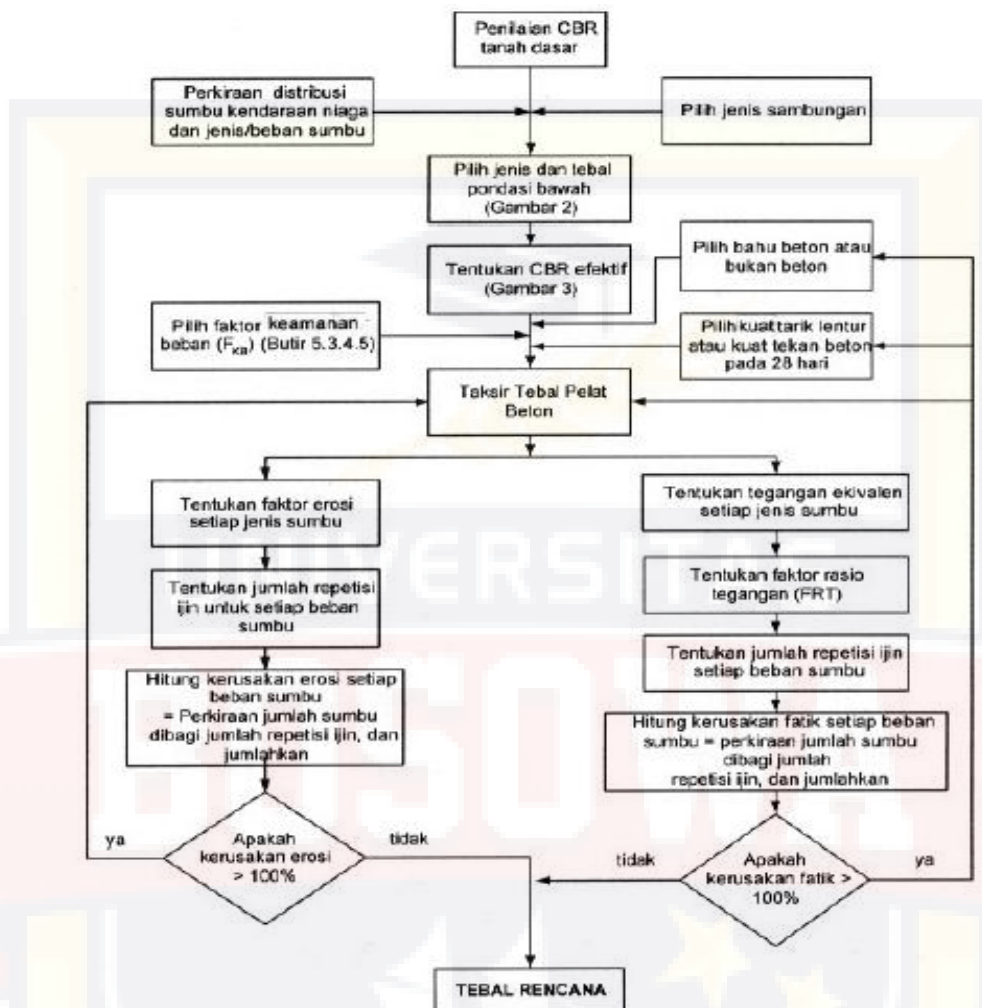 Penilaian CBR
tanah dasar
Perkiraan distribusi
sumbu kendaraan niaga
dan jenis/beban sumbu
Pilih jenis sambungan
Pilih jenis dan tebal
pondasi bawah
(Gambar 2)
Tentukan CBR efektif
(Gambar 3)
Pilih bahu beton atau
bukan beton
Pilih faktor keamanan
beban (Fka) (Butir 5.3.4.5)
Pilih kuat tarik lentur
atau kuat tekan beton
pada 28 hari
Taksir Tebal Pelat
Beton
Tentukan faktor erosi
setiap jenis sumbu
Tentukan jumlah repetisi
ijin untuk setiap beban
sumbu
Hitung kerusakan erosi setiap
beban sumbu
= Perkiraan jumlah sumbu
dibagi jumlah repetisi ijin, dan
jumlahkan
ya
Apakah
kerusakan erosi
> 100%
tidak
Tentukan tegangan ekivalen
setiap jenis sumbu
Tentukan faktor rasio
tegangan (FRT)
Tentukan jumlah repetisi ijin
setiap beban sumbu
Hitung kerusakan fatik setiap beban
sumbu = perkiraan jumlah sumbu
dibagi jumlah
repetisi ijin, dan jumlahkan
tidak
Apakah
kerusakan fatik >
100%
ya
TEBAL RENCANA
UNIVERSITAS
BOSOWA